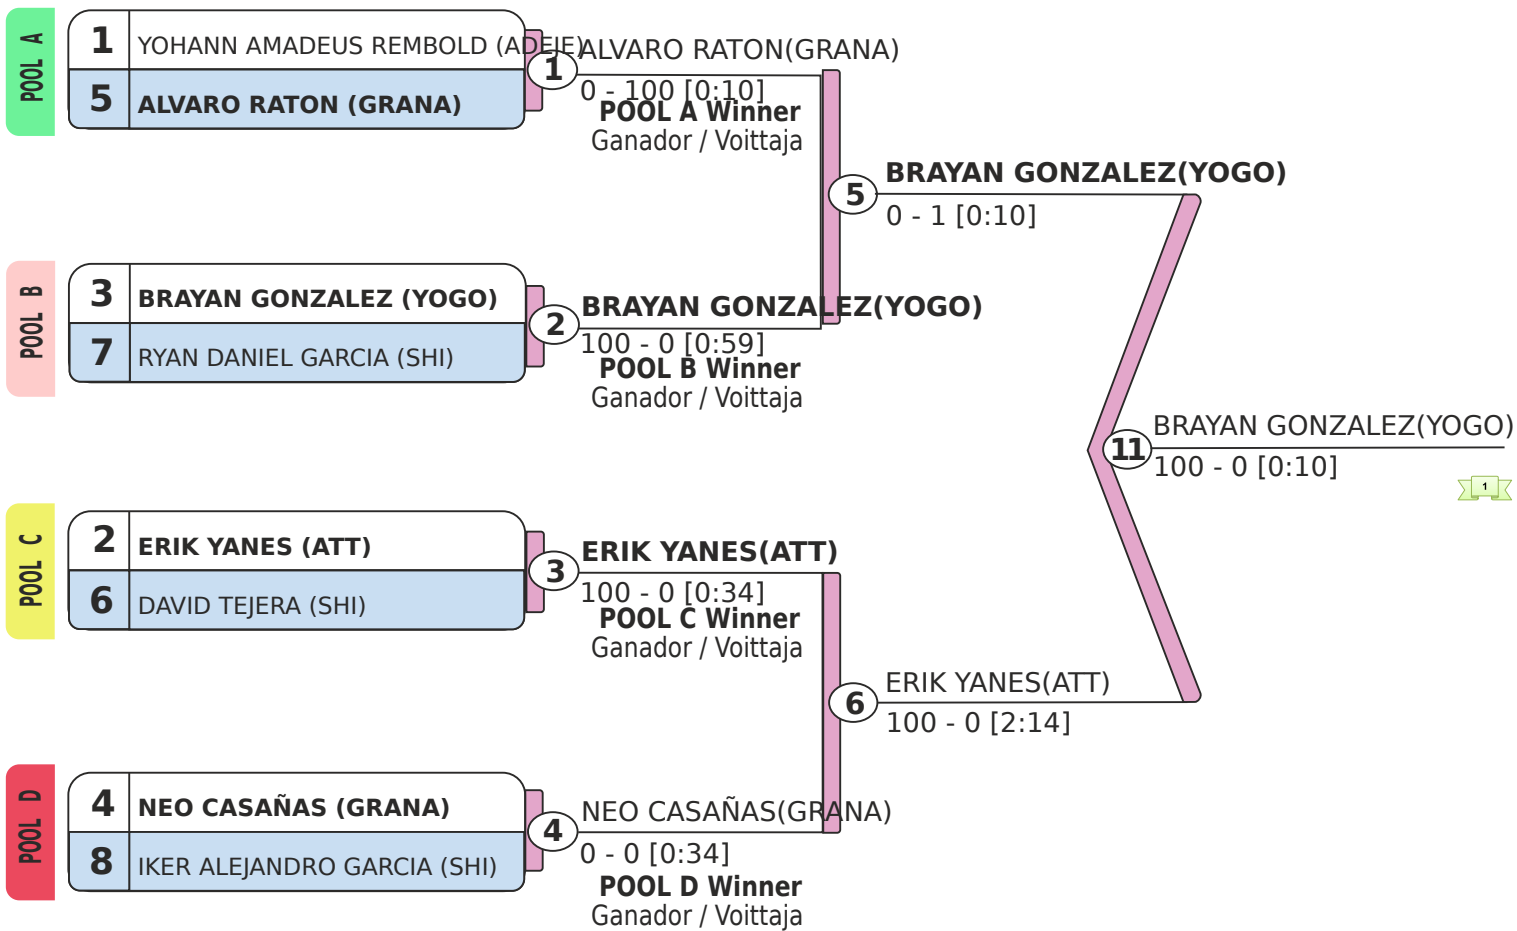 POOL A
1 YOHANN AMADEUS REMBOLD (ADEJE)
5 ALVARO RATON (GRANA)
1
ALVARO RATON(GRANA)
0 - 100 [0:10]
POOL A Winner
Ganador / Voittaja
5
BRAYAN GONZALEZ(YOGO)
0 - 1 [0:10]
POOL B
3 BRAYAN GONZALEZ (YOGO)
7 RYAN DANIEL GARCIA (SHI)
2
BRAYAN GONZALEZ(YOGO)
100 - 0 [0:59]
POOL B Winner
Ganador / Voittaja
11
BRAYAN GONZALEZ(YOGO)
100 - 0 [0:10]
1
POOL C
2 ERIK YANES (ATT)
6 DAVID TEJERA (SHI)
3
ERIK YANES(ATT)
100 - 0 [0:34]
POOL C Winner
Ganador / Voittaja
6
ERIK YANES(ATT)
100 - 0 [2:14]
POOL D
4 NEO CASAÑAS (GRANA)
8 IKER ALEJANDRO GARCIA (SHI)
4
NEO CASAÑAS(GRANA)
0 - 0 [0:34]
POOL D Winner
Ganador / Voittaja